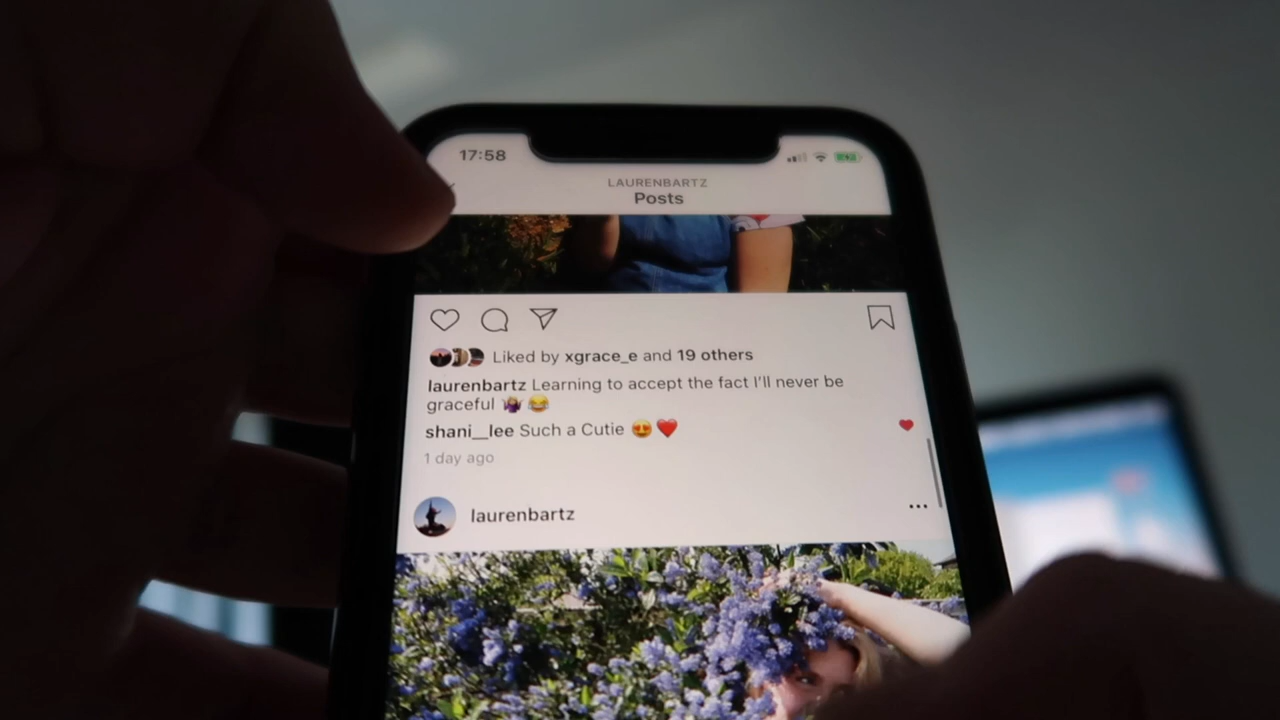 17:58
LAURENBARTZ
Posts
Liked by xgrace_e and 19 others
laurenbartz Learning to accept the fact I'll never be
graceful 🤷🏽‍♀️ 😂
shani__lee Such a Cutie 😍❤️
1 day ago
laurenbartz